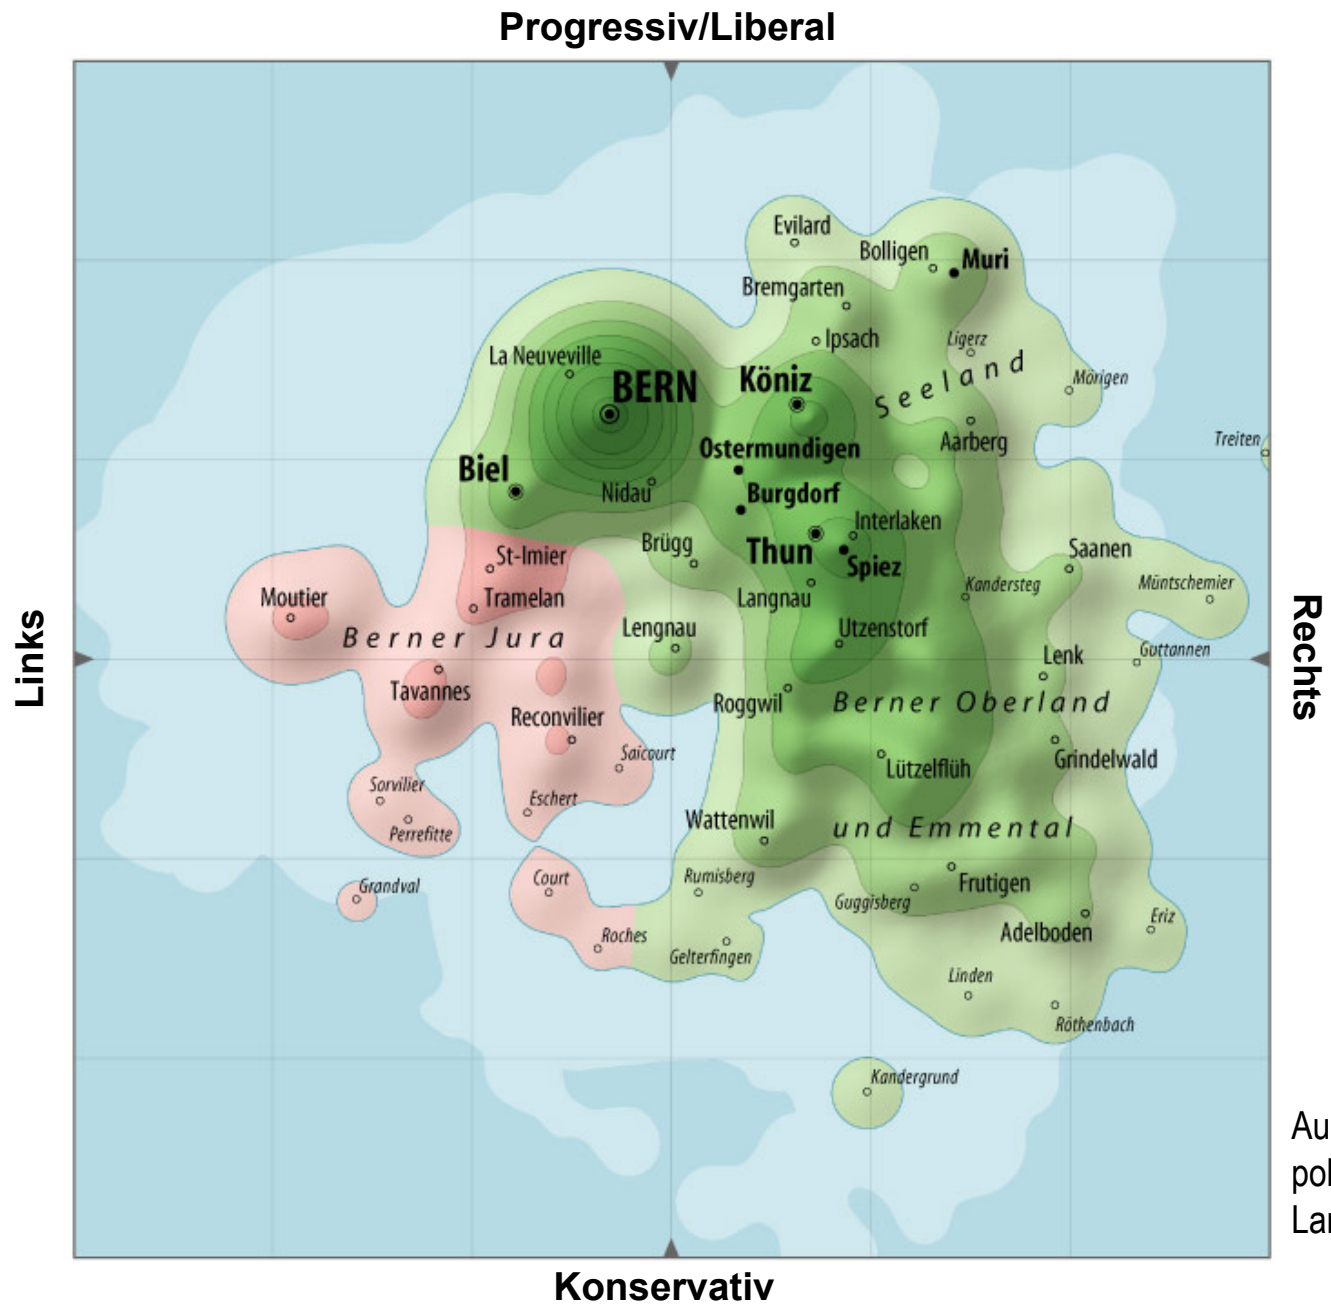 Progressiv/Liberal
Evilard
Bolligen
Muri
Bremgarten
Ipsach
Ligerz
La Neuveville
BERN
Köniz
Seeland
Mörigen
Treiten
Aarberg
Ostermundigen
Biel
Nidau
Burgdorf
Interlaken
Brügg
Thun
Spiez
Saanen
St-Imier
Kandersteg
Müntschemier
Moutier
Tramelan
Langnau
Berner Jura
Lengnau
Utzenstorf
Guttannen
Lenk
Links
Rechts
Tavannes
Roggwil
Berner Oberland
Reconvilier
Saicourt
Grindelwald
Lützelflüh
Sorvilier
Eschert
Perrefitte
Wattenwil
und Emmental
Court
Rumisberg
Grandval
Frutigen
Guggisberg
Eriz
Roches
Adelboden
Gelterfingen
Linden
Röthenbach
Kandergrund
Au
pol
Lan
Konservativ